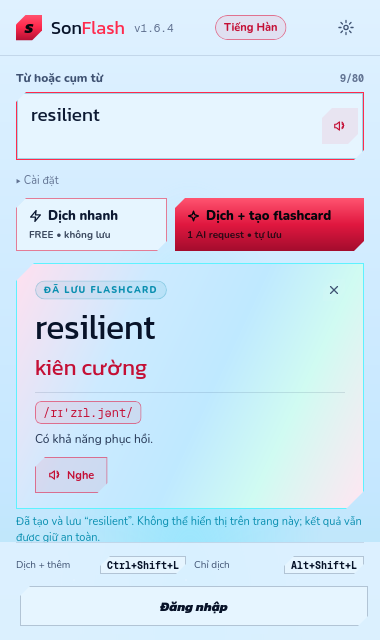 S SonFlash v1.6.4 Tiếng Hàn
Từ hoặc cụm từ 9/80
resilient
▸ Cài đặt
Dịch nhanh
FREE • không lưu
Dịch + tạo flashcard
1 AI request • tự lưu
ĐÃ LƯU FLASHCARD
resilient
kiên cường
/rɪˈzɪl.jənt/
Có khả năng phục hồi.
Nghe
Đã tạo và lưu “resilient”. Không thể hiển thị trên trang này; kết quả vẫn
được giữ an toàn.
Dịch + thêm Ctrl+Shift+L Chỉ dịch Alt+Shift+L
Đăng nhập